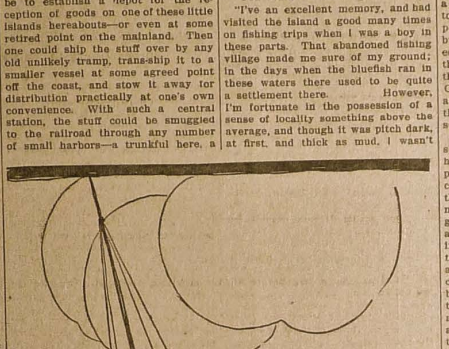 be to establish a depot for the re-
ception of goods on one of these little
islands hereabouts—or even at some
retired point on the mainland. Then
one could ship the stuff over by any
old unlikely tramp, trans-ship it to a
smaller vessel at some agreed point
off the coast, and stow it away for
distribution practically at one's own
convenience. With such a central
station, the stuff could be smuggled
to the railroad through any number
of small harbors—a trunkful here, a
"I've an excellent memory, and had
visited the island a good many times
on fishing trips when I was a boy in
these parts. That abandoned fishing
village made me sure of my ground;
in the days when the bluefish ran in
these waters there used to be quite
a settlement there. However,
I'm fortunate in the possession of a
sense of locality something above the
average, and though it was pitch dark,
at first, and thick as mud, I wasn't